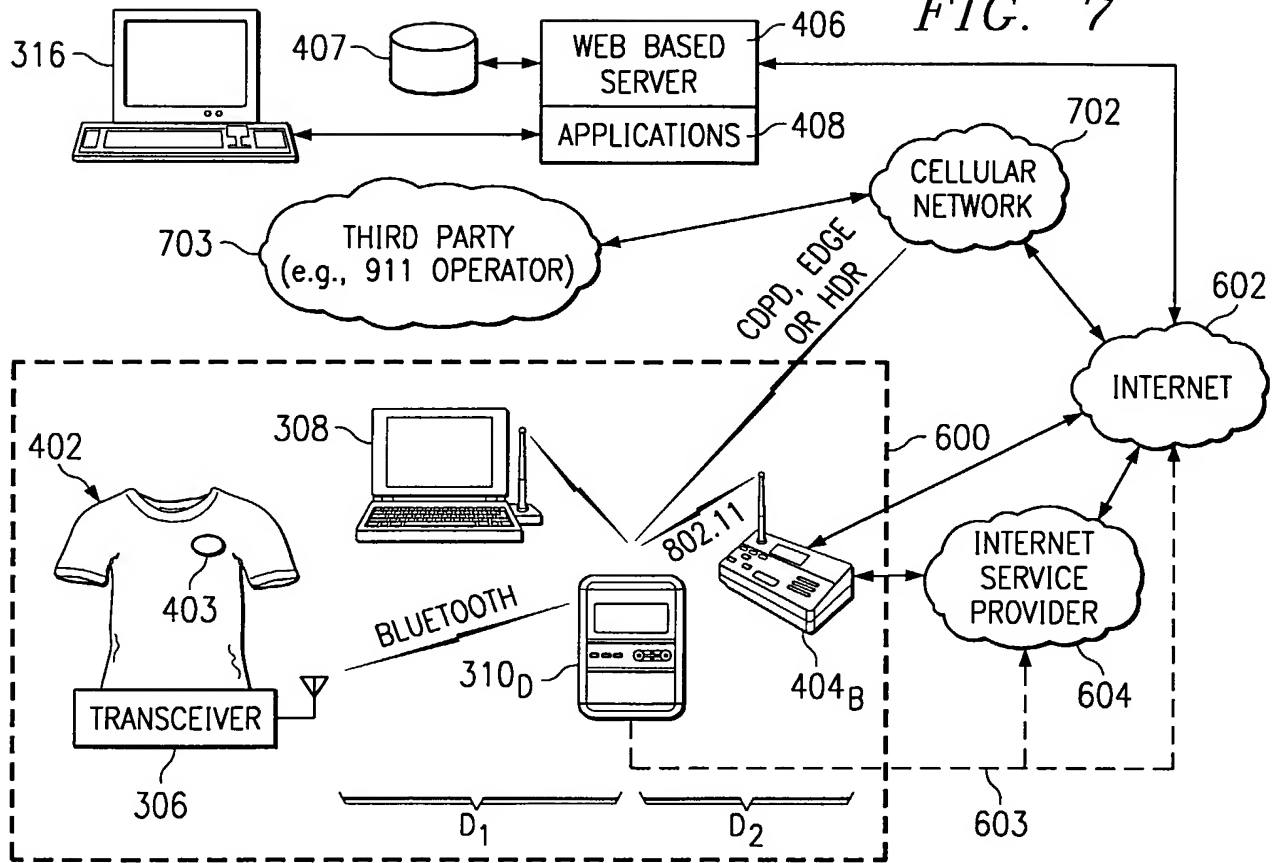 FIG. 7
316
407
WEB BASED
SERVER
406
APPLICATIONS
408
702
CELLULAR
NETWORK
703
THIRD PARTY
(e.g., 911 OPERATOR)
CDPD, EDGE
OR HDR
602
INTERNET
308
600
402
403
802.11
INTERNET
SERVICE
PROVIDER
BLUETOOTH
310D
404B
604
TRANSCEIVER
306
D1
D2
603